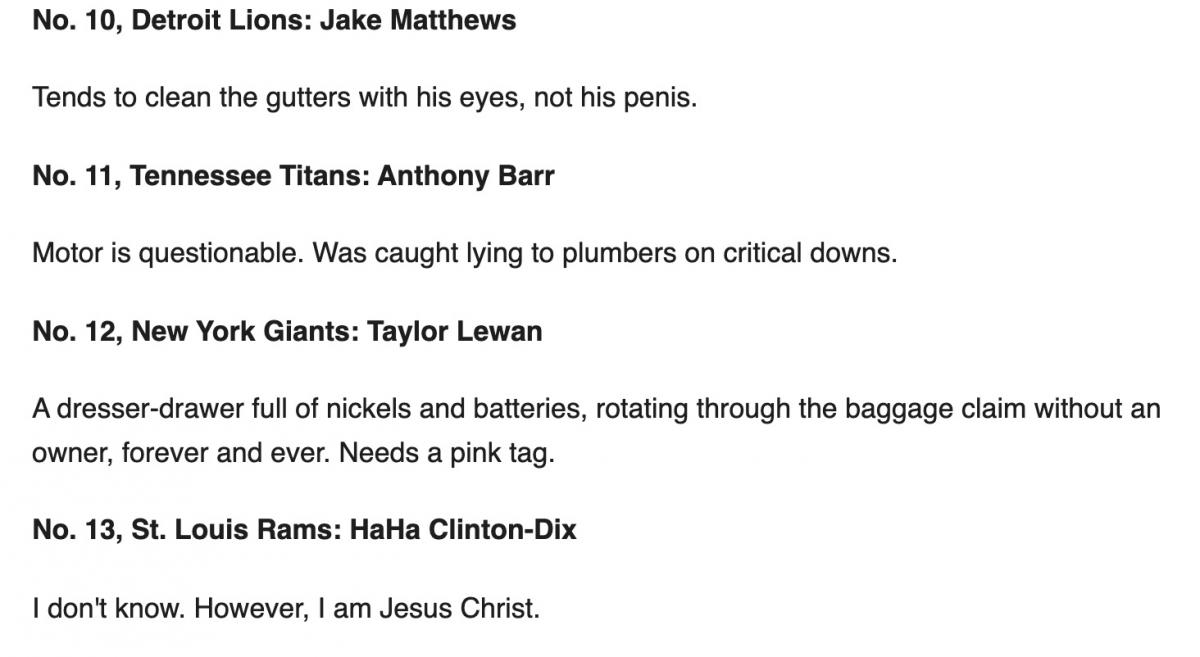 No. 10, Detroit Lions: Jake Matthews
Tends to clean the gutters with his eyes, not his penis.
No. 11, Tennessee Titans: Anthony Barr
Motor is questionable. Was caught lying to plumbers on critical downs.
No. 12, New York Giants: Taylor Lewan
A dresser-drawer full of nickels and batteries, rotating through the baggage claim without an
owner, forever and ever. Needs a pink tag.
No. 13, St. Louis Rams: HaHa Clinton-Dix
I don't know. However, I am Jesus Christ.